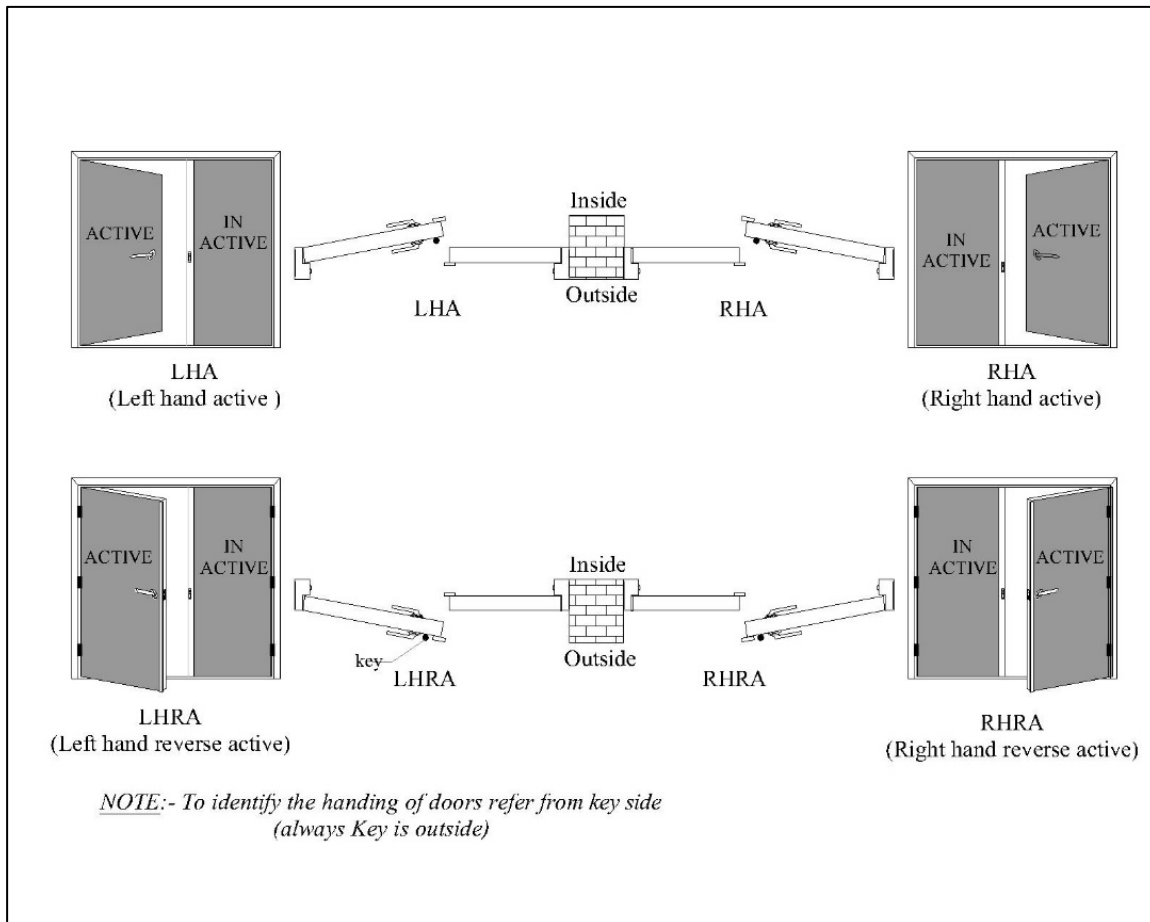 ACTIVE
IN
ACTIVE
LHA
(Left hand active )
Inside
Outside
LHA
RHA
IN
ACTIVE
ACTIVE
RHA
(Right hand active)
ACTIVE
IN
ACTIVE
LHRA
(Left hand reverse active)
Inside
Outside
key
LHRA
RHRA
IN
ACTIVE
ACTIVE
RHRA
(Right hand reverse active)
NOTE:- To identify the handing of doors refer from key side
(always Key is outside)